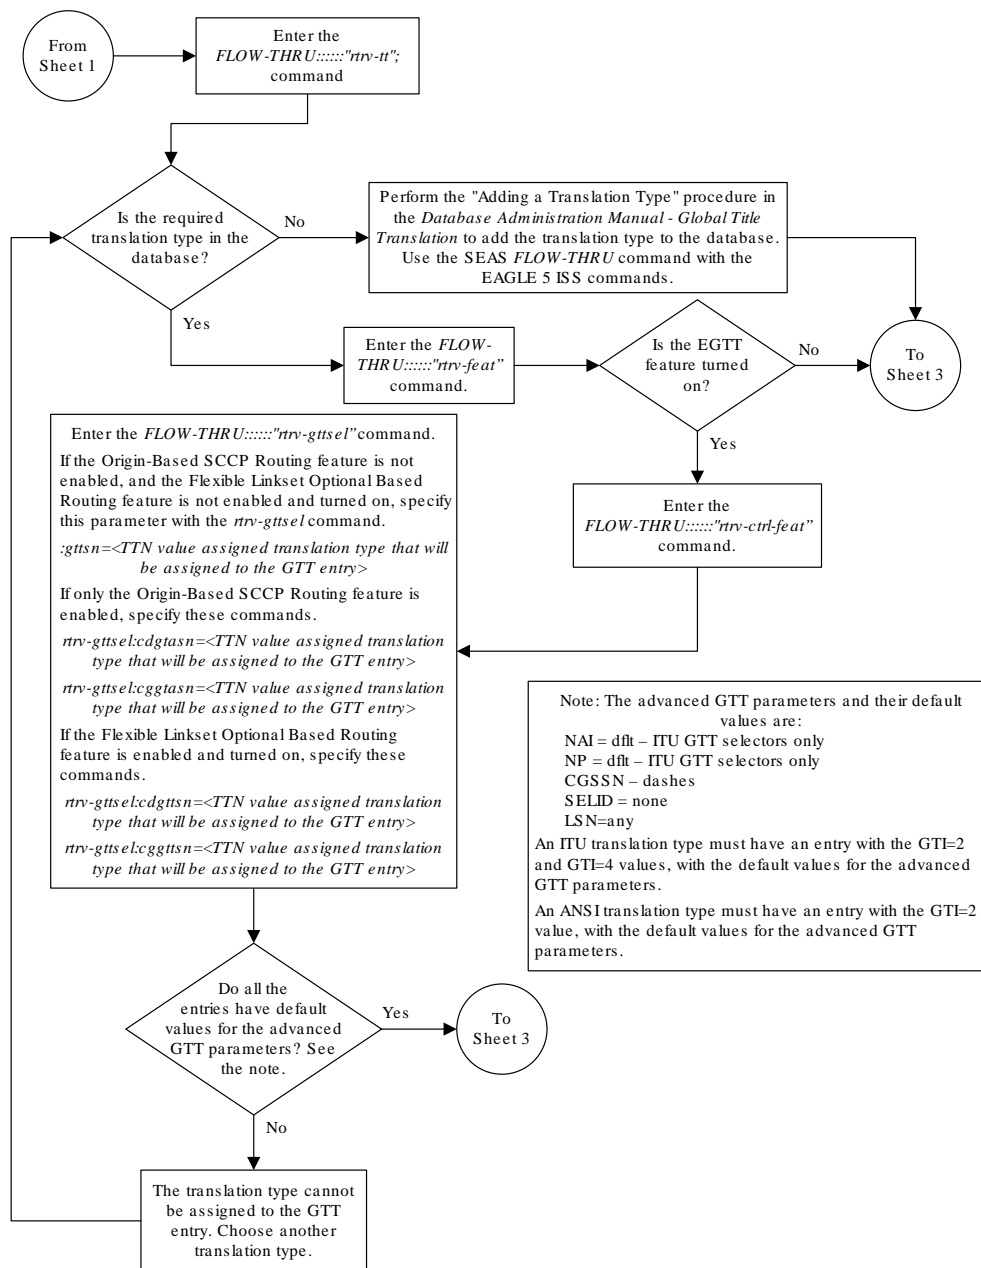 From
Sheet 1
Enter the
FLOW-THRU::::::"rtrv-tt";
command
Is the required
translation type in the
database?
No
Perform the "Adding a Translation Type" procedure in
the Database Administration Manual - Global Title
Translation to add the translation type to the database.
Use the SEAS FLOW-THRU command with the
EAGLE 5 ISS commands.
Yes
Enter the FLOW-
THRU::::::"rtrv-feat”
command.
Is the EGTT
feature turned
on?
No
To
Sheet 3
Yes
Enter the
FLOW-THRU::::::"rtrv-ctrl-feat”
command.
Enter the FLOW-THRU::::::"rtrv-gttsel” command.
If the Origin-Based SCCP Routing feature is not
enabled, and the Flexible Linkset Optional Based
Routing feature is not enabled and turned on, specify
this parameter with the rtrv-gttsel command.
:gttsn=<TTN value assigned translation type that will
be assigned to the GTT entry>
If only the Origin-Based SCCP Routing feature is
enabled, specify these commands.
rtrv-gttsel:cdgtasn=<TTN value assigned translation
type that will be assigned to the GTT entry>
rtrv-gttsel:cggtasn=<TTN value assigned translation
type that will be assigned to the GTT entry>
If the Flexible Linkset Optional Based Routing
feature is enabled and turned on, specify these
commands.
rtrv-gttsel:cdgttsn=<TTN value assigned translation
type that will be assigned to the GTT entry>
rtrv-gttsel:cggttsn=<TTN value assigned translation
type that will be assigned to the GTT entry>
Note: The advanced GTT parameters and their default
values are:
NAI = dflt – ITU GTT selectors only
NP = dflt – ITU GTT selectors only
CGSSN – dashes
SELID = none
LSN=any
An ITU translation type must have an entry with the GTI=2
and GTI=4 values, with the default values for the advanced
GTT parameters.
An ANSI translation type must have an entry with the GTI=2
value, with the default values for the advanced GTT
parameters.
Do all the
entries have default
values for the advanced
GTT parameters? See
the note.
Yes
To
Sheet 3
No
The translation type cannot
be assigned to the GTT
entry. Choose another
translation type.